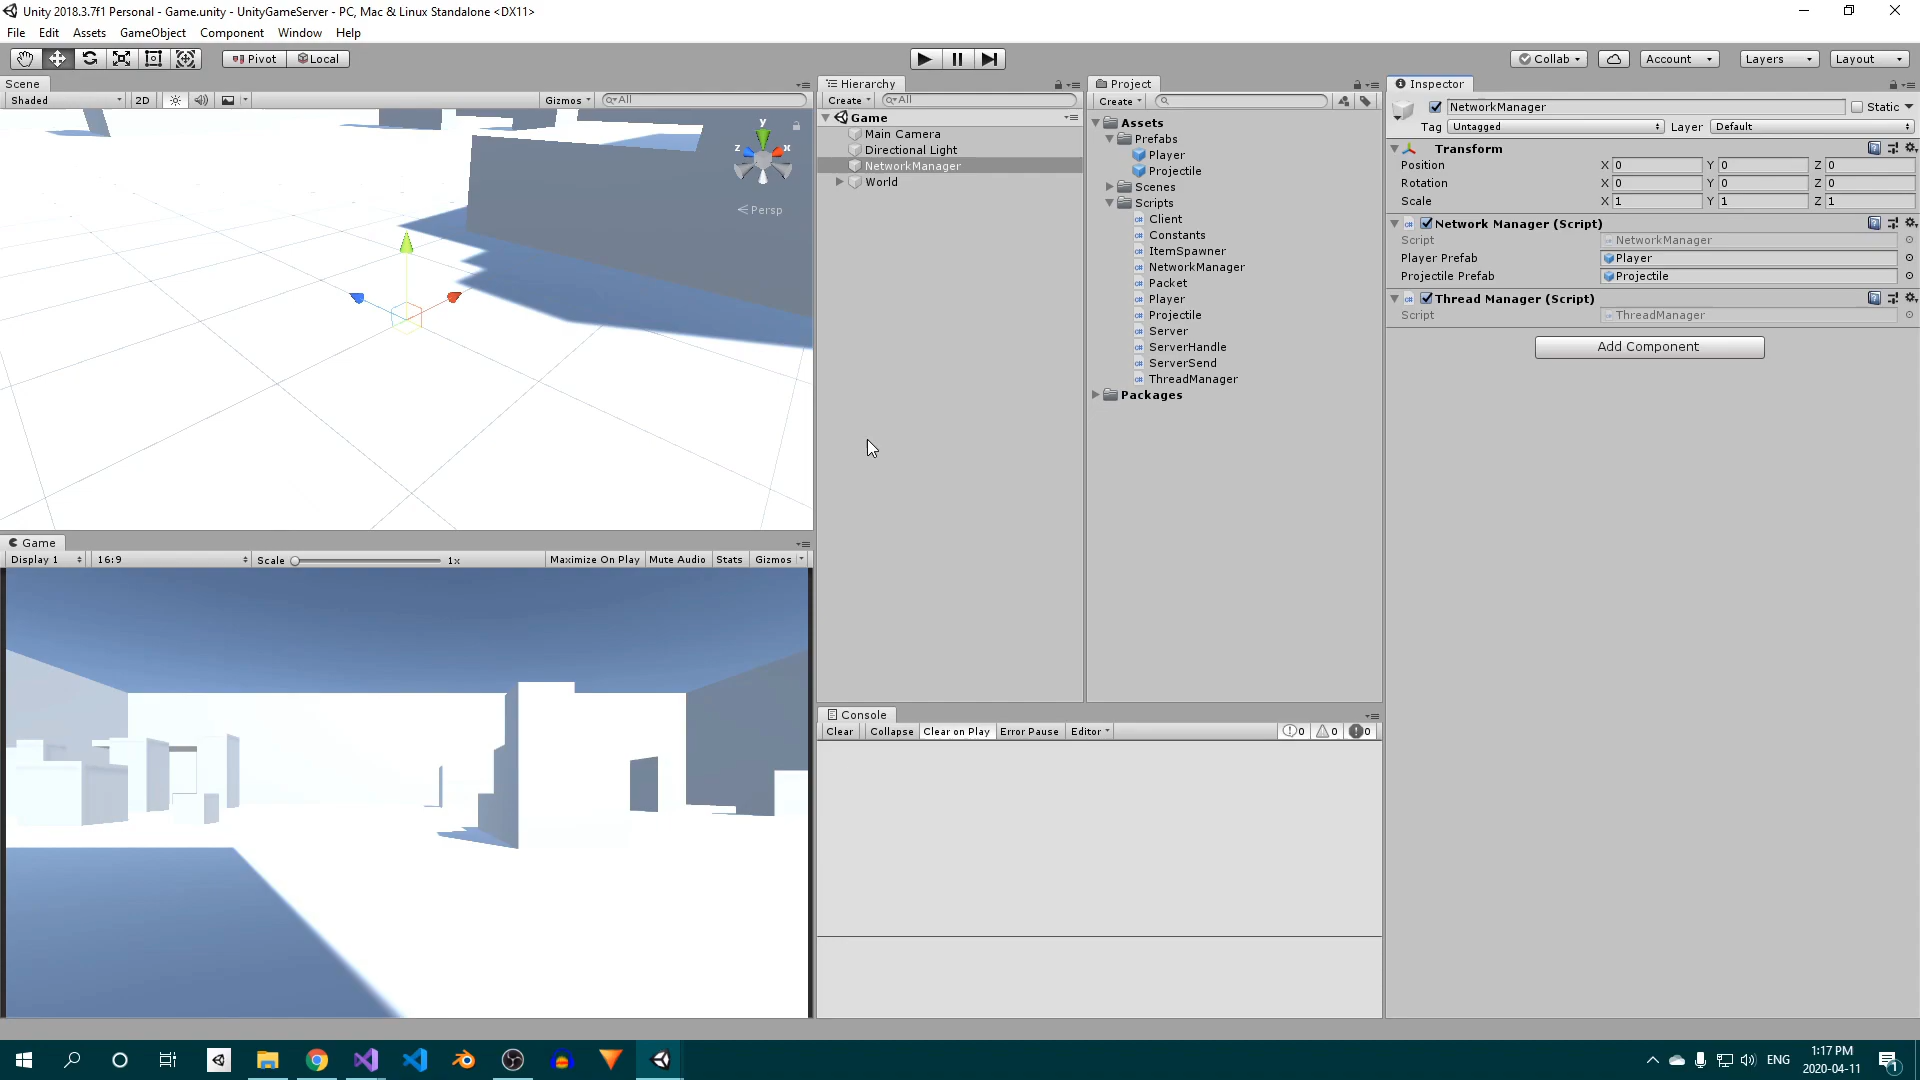 Unity 2018.3.7f1 Personal - Game.unity - UnityGameServer - PC, Mac & Linux Standalone <DX11>
File Edit Assets GameObject Component Window Help
Pivot Local Collab Account Layers Layout
Scene
Shaded 2D Gizmos All
y
z x
Persp
Game
Display 1 16:9 Scale 1x Maximize On Play Mute Audio Stats Gizmos
Hierarchy
Create All
Game
Main Camera
Directional Light
NetworkManager
World
Project
Create
Assets
Prefabs
Player
Projectile
Scenes
Scripts
Client
Constants
ItemSpawner
NetworkManager
Packet
Player
Projectile
Server
ServerHandle
ServerSend
ThreadManager
Packages
Console
Clear Collapse Clear on Play Error Pause Editor 0 0 0
Inspector
NetworkManager Static
Tag Untagged Layer Default
Transform
Position X 0 Y 0 Z 0
Rotation X 0 Y 0 Z 0
Scale X 1 Y 1 Z 1
Network Manager (Script)
Script NetworkManager
Player Prefab Player
Projectile Prefab Projectile
Thread Manager (Script)
Script ThreadManager
Add Component
ENG 1:17 PM
2020-04-11
1